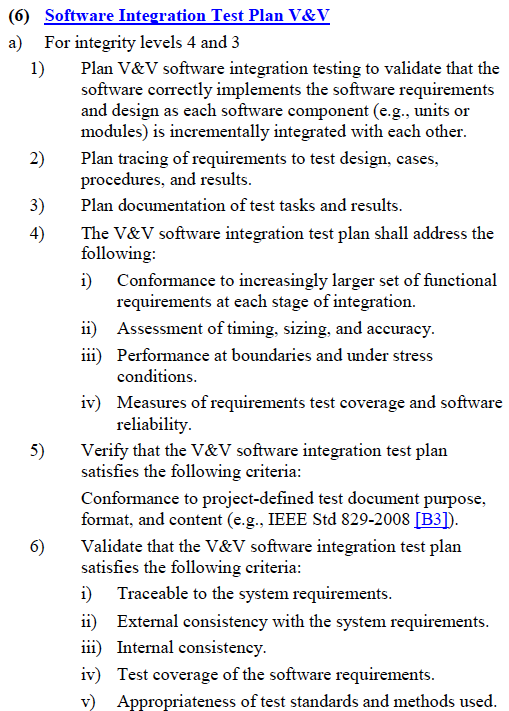 (6) Software Integration Test Plan V&V
a) For integrity levels 4 and 3
1) Plan V&V software integration testing to validate that the
software correctly implements the software requirements
and design as each software component (e.g., units or
modules) is incrementally integrated with each other.
2) Plan tracing of requirements to test design, cases,
procedures, and results.
3) Plan documentation of test tasks and results.
4) The V&V software integration test plan shall address the
following:
i) Conformance to increasingly larger set of functional
requirements at each stage of integration.
ii) Assessment of timing, sizing, and accuracy.
iii) Performance at boundaries and under stress
conditions.
iv) Measures of requirements test coverage and software
reliability.
5) Verify that the V&V software integration test plan
satisfies the following criteria:
Conformance to project-defined test document purpose,
format, and content (e.g., IEEE Std 829-2008 [B3]).
6) Validate that the V&V software integration test plan
satisfies the following criteria:
i) Traceable to the system requirements.
ii) External consistency with the system requirements.
iii) Internal consistency.
iv) Test coverage of the software requirements.
v) Appropriateness of test standards and methods used.